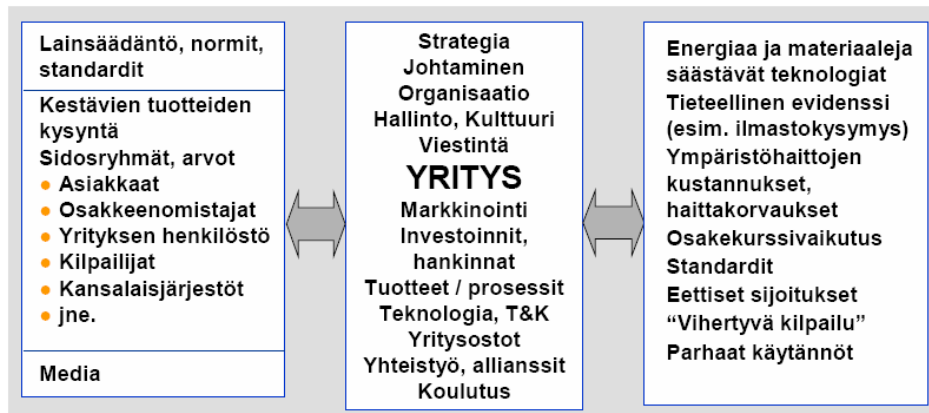 Lainsäädäntö, normit,
standardit
Kestävien tuotteiden
kysyntä
Sidosryhmät, arvot
● Asiakkaat
● Osakkeenomistajat
● Yrityksen henkilöstö
● Kilpailijat
● Kansalaisjärjestöt
● jne.
Media
Strategia
Johtaminen
Organisaatio
Hallinto, Kulttuuri
Viestintä
YRITYS
Markkinointi
Investoinnit,
hankinnat
Tuotteet / prosessit
Teknologia, T&K
Yritysostot
Yhteistyö, allianssit
Koulutus
Energiaa ja materiaaleja
säästävät teknologiat
Tieteellinen evidenssi
(esim. ilmastokysymys)
Ympäristöhaittojen
kustannukset,
haittakorvaukset
Osakekurssivaikutus
Standardit
Eettiset sijoitukset
“Vihertyvä kilpailu”
Parhaat käytännöt